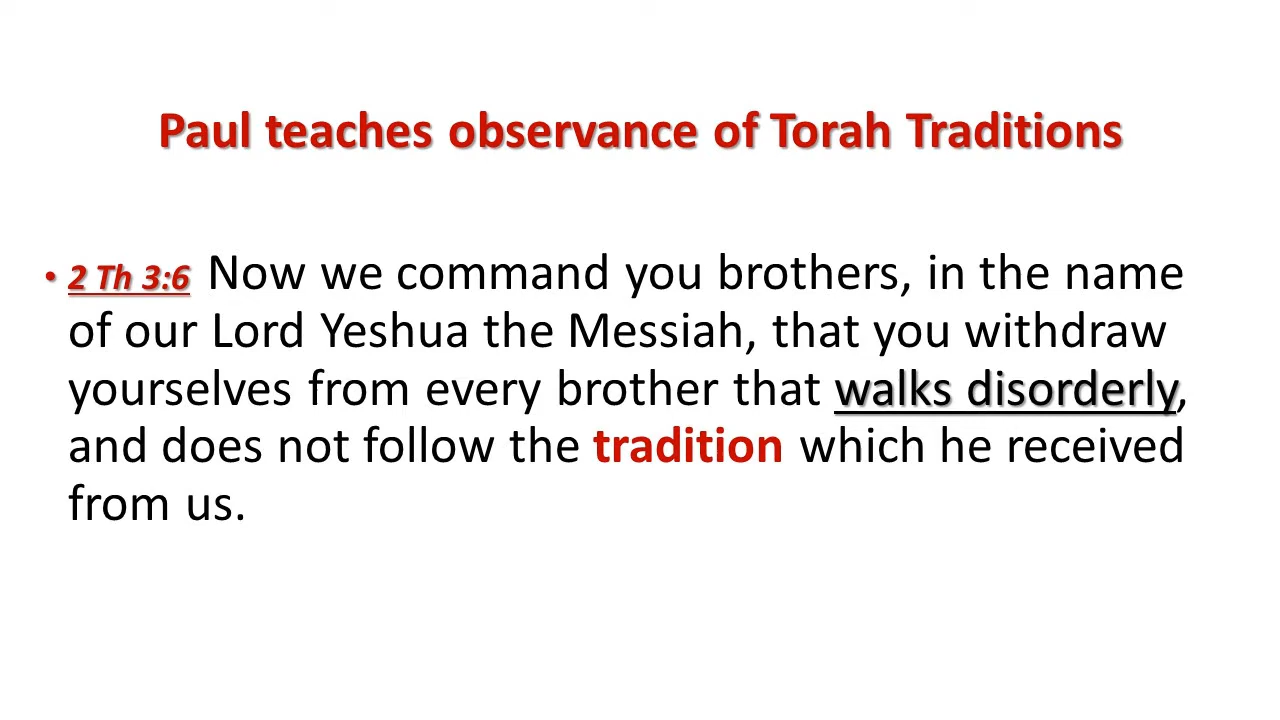 Paul teaches observance of Torah Traditions
• 2 Th 3:6 Now we command you brothers, in the name
of our Lord Yeshua the Messiah, that you withdraw
yourselves from every brother that walks disorderly,
and does not follow the tradition which he received
from us.